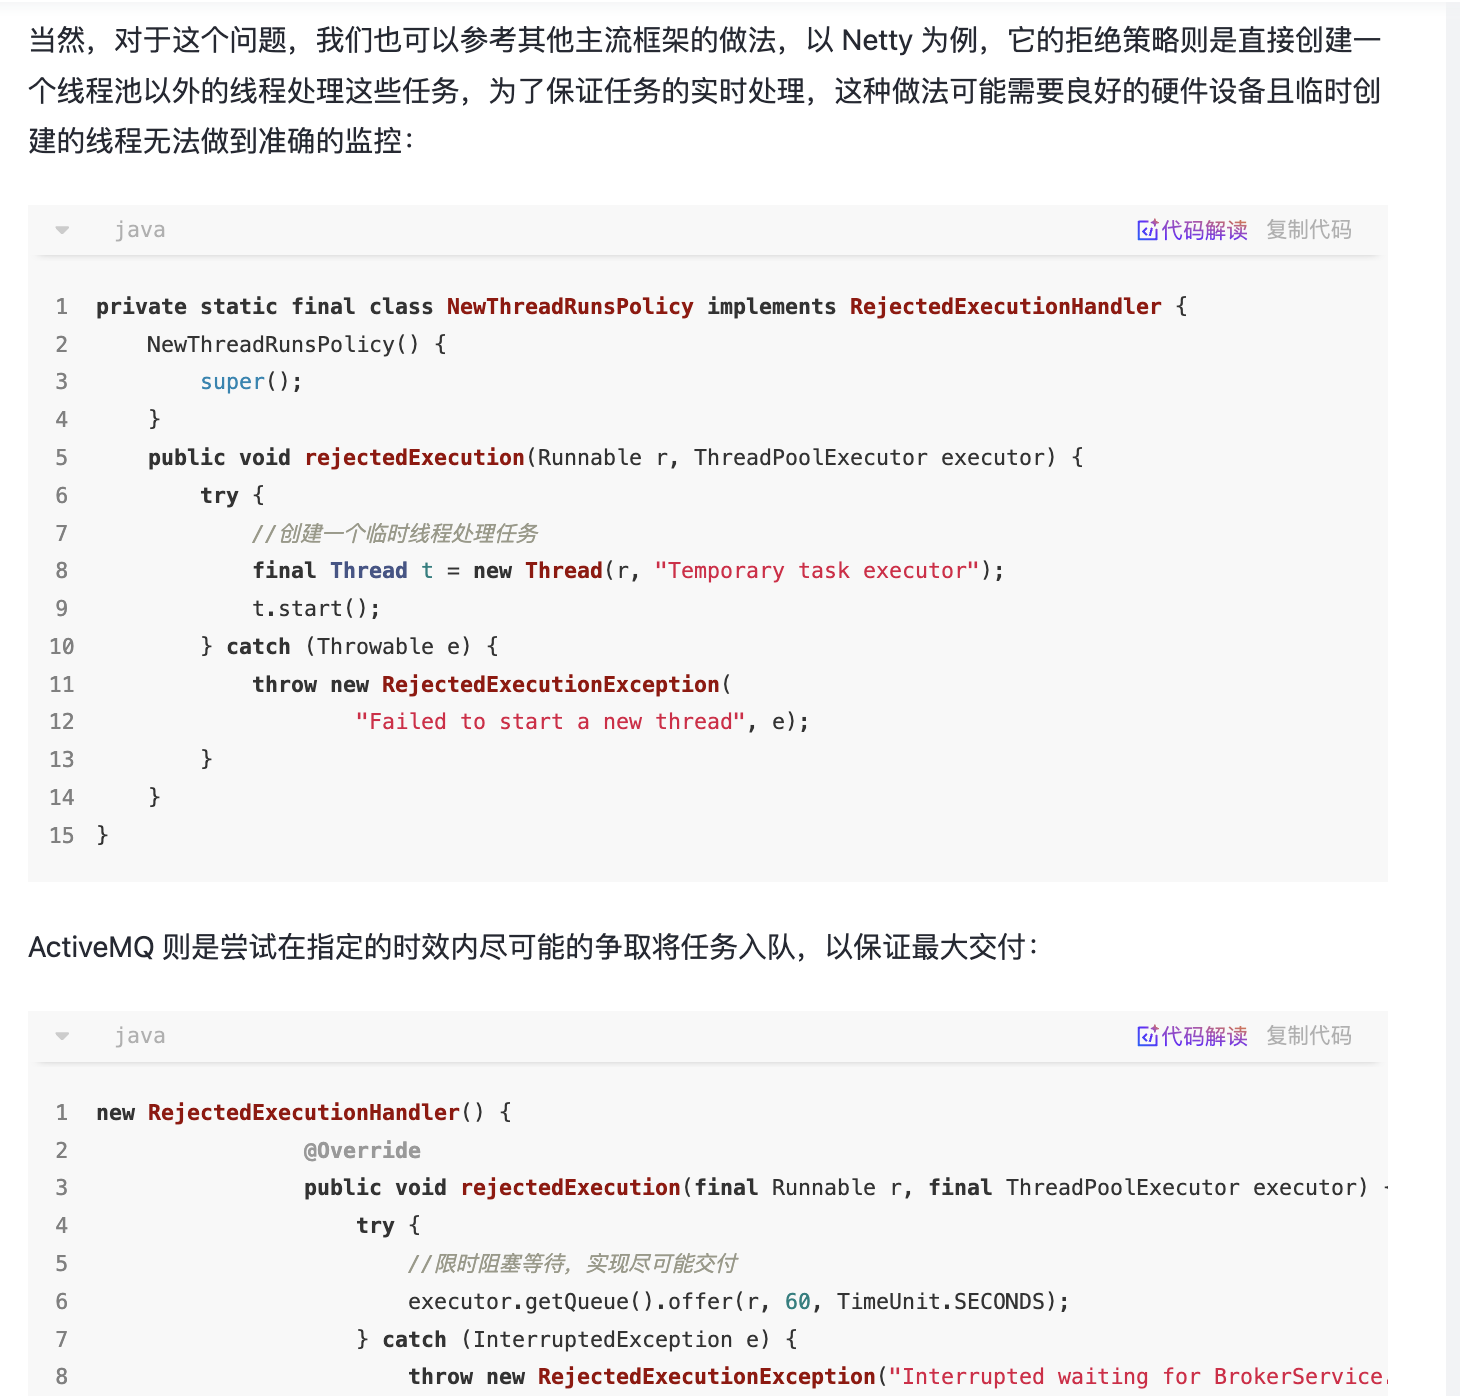 当然，对于这个问题，我们也可以参考其他主流框架的做法，以 Netty 为例，它的拒绝策略则是直接创建一
个线程池以外的线程处理这些任务，为了保证任务的实时处理，这种做法可能需要良好的硬件设备且临时创
建的线程无法做到准确的监控：
java 代码解读 复制代码
1 private static final class NewThreadRunsPolicy implements RejectedExecutionHandler {
2     NewThreadRunsPolicy() {
3         super();
4     }
5     public void rejectedExecution(Runnable r, ThreadPoolExecutor executor) {
6         try {
7             //创建一个临时线程处理任务
8             final Thread t = new Thread(r, "Temporary task executor");
9             t.start();
10         } catch (Throwable e) {
11             throw new RejectedExecutionException(
12                     "Failed to start a new thread", e);
13         }
14     }
15 }
ActiveMQ 则是尝试在指定的时效内尽可能的争取将任务入队，以保证最大交付：
java 代码解读 复制代码
1 new RejectedExecutionHandler() {
2                 @Override
3                 public void rejectedExecution(final Runnable r, final ThreadPoolExecutor executor)
4                     try {
5                         //限时阻塞等待，实现尽可能交付
6                         executor.getQueue().offer(r, 60, TimeUnit.SECONDS);
7                     } catch (InterruptedException e) {
8                         throw new RejectedExecutionException("Interrupted waiting for BrokerService.